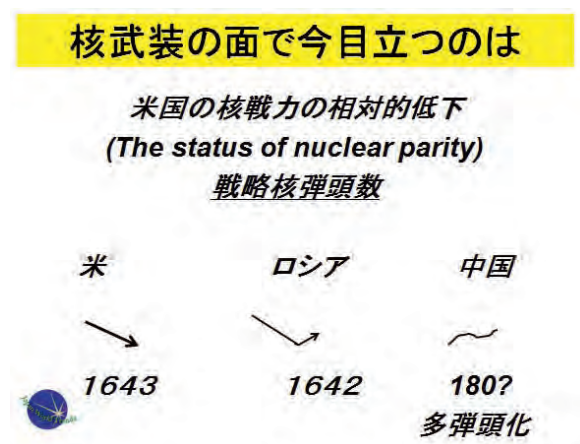 核武装の面で今目立つのは
米国の核戦力の相対的低下
(The status of nuclear parity)
戦略核弾頭数
米 ロシア 中国
1643 1642 180?
多弾頭化